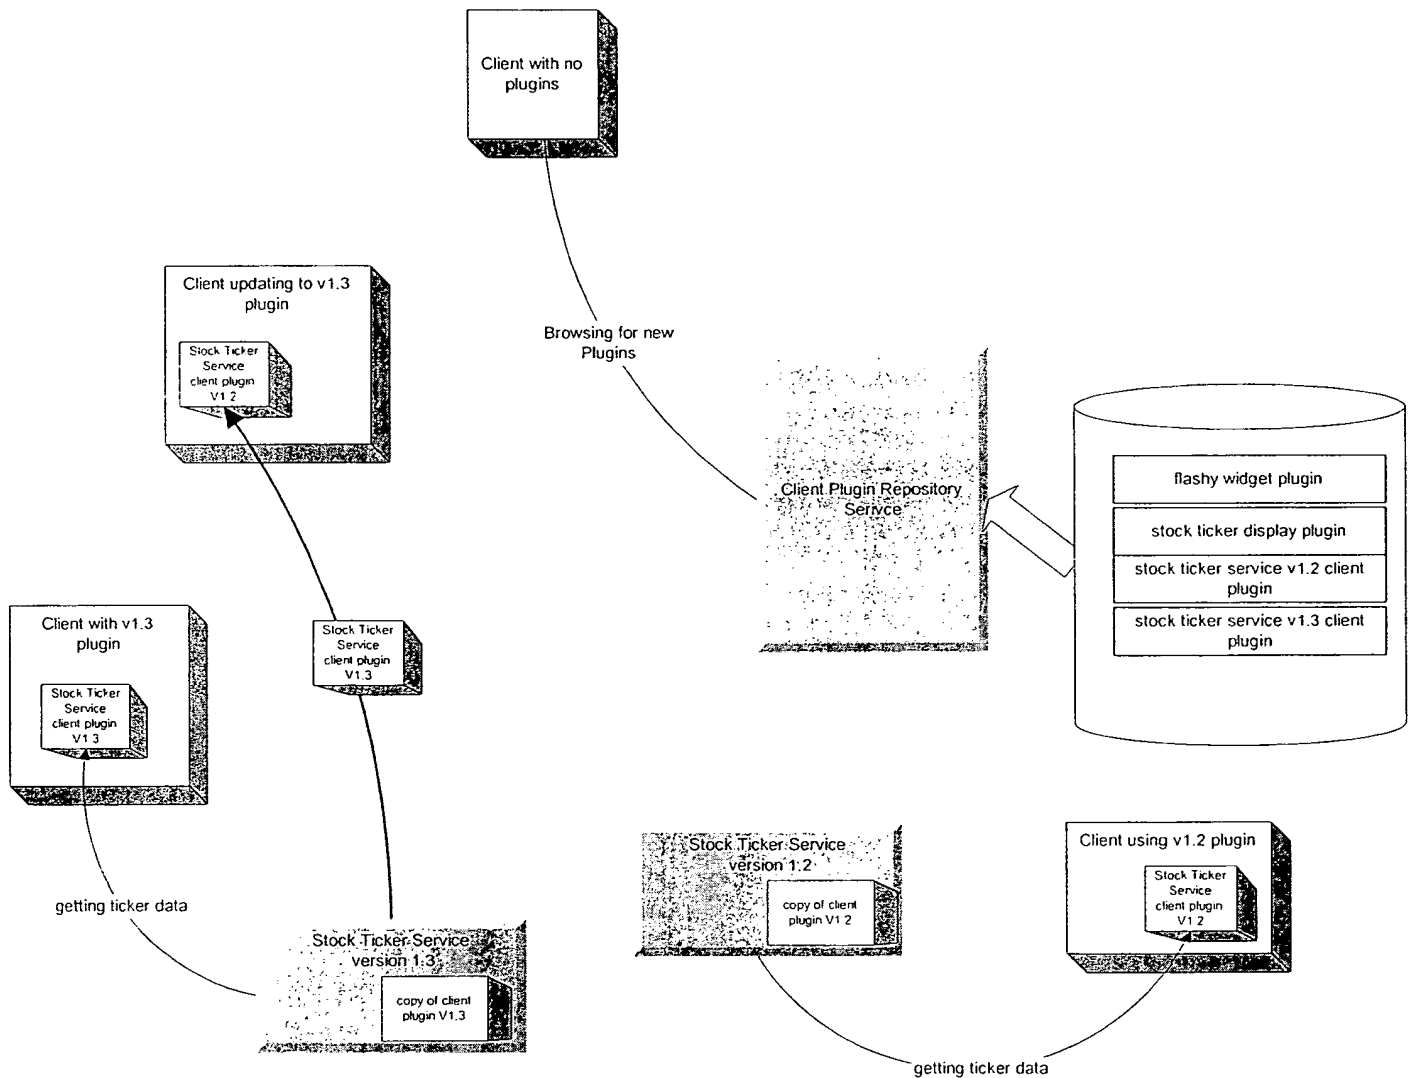 Client with no
plugins
Client updating to v1.3
plugin
Stock Ticker
Service
client plugin
V1 2
Browsing for new
Plugins
Client Plugin Repository
Serivce
flashy widget plugin
stock ticker display plugin
stock ticker service v1.2 client
plugin
stock ticker service v1.3 client
plugin
Client with v1.3
plugin
Stock Ticker
Service
client plugin
V1 3
Stock Ticker
Service
client plugin
V1.3
getting ticker data
Stock Ticker Service
version 1.3
copy of client
plugin V1.3
Stock Ticker Service
version 1.2
copy of client
plugin V1 2
Client using v1.2 plugin
Stock Ticker
Service
client plugin
V1 2
getting ticker data